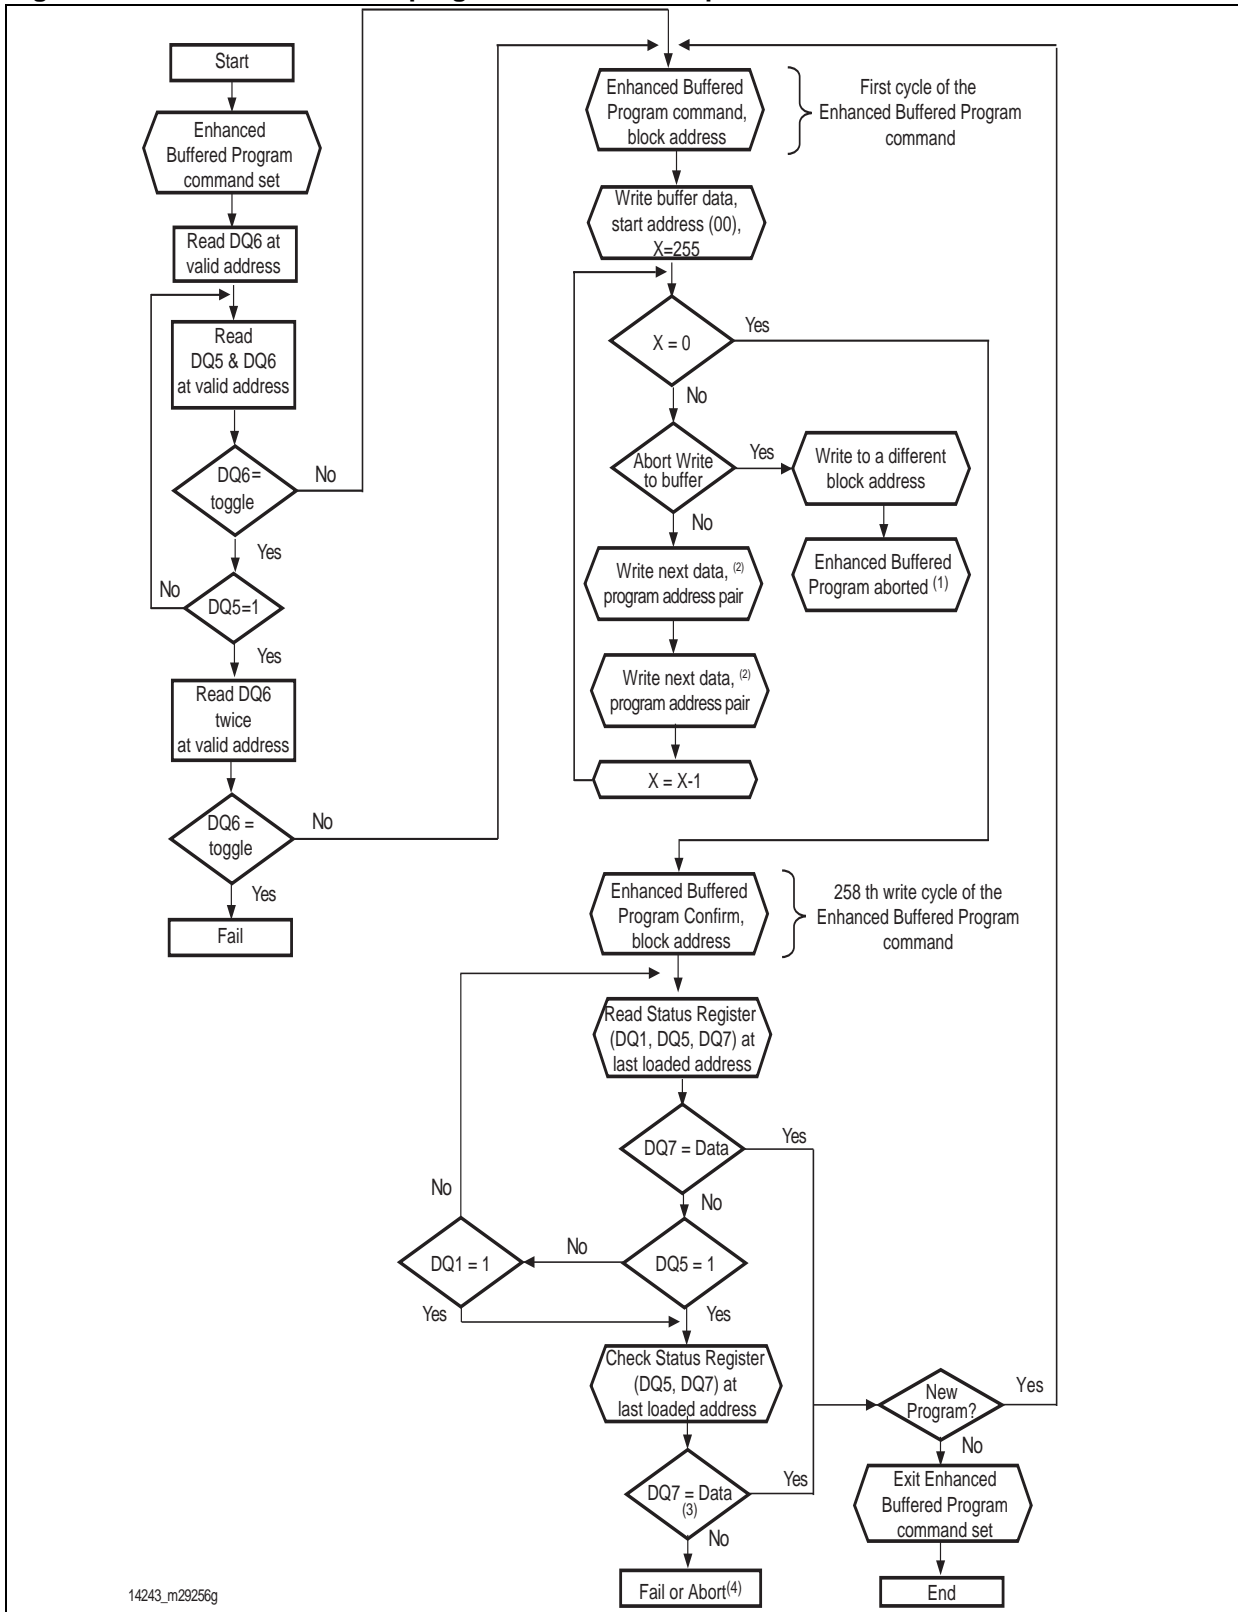 Start
Enhanced
Buffered Program
command set
Read DQ6 at
valid address
Read
DQ5 & DQ6
at valid address
DQ6=
toggle
No
Yes
No
DQ5=1
Yes
Read DQ6
twice
at valid address
DQ6 =
toggle
No
Yes
Fail
Enhanced Buffered
Program command,
block address
First cycle of the
Enhanced Buffered Program
command
Write buffer data,
start address (00),
X=255
X = 0
Yes
No
Abort Write
to buffer
Yes
Write to a different
block address
No
Enhanced Buffered
Program aborted (1)
Write next data, (2)
program address pair
Write next data, (2)
program address pair
X = X-1
Enhanced Buffered
Program Confirm,
block address
258 th write cycle of the
Enhanced Buffered Program
command
Read Status Register
(DQ1, DQ5, DQ7) at
last loaded address
DQ7 = Data
Yes
No
No
DQ1 = 1
No
DQ5 = 1
Yes
Yes
Check Status Register
(DQ5, DQ7) at
last loaded address
New
Program?
Yes
No
DQ7 = Data
(3)
Yes
No
Exit Enhanced
Buffered Program
command set
Fail or Abort(4)
End
14243_m29256g